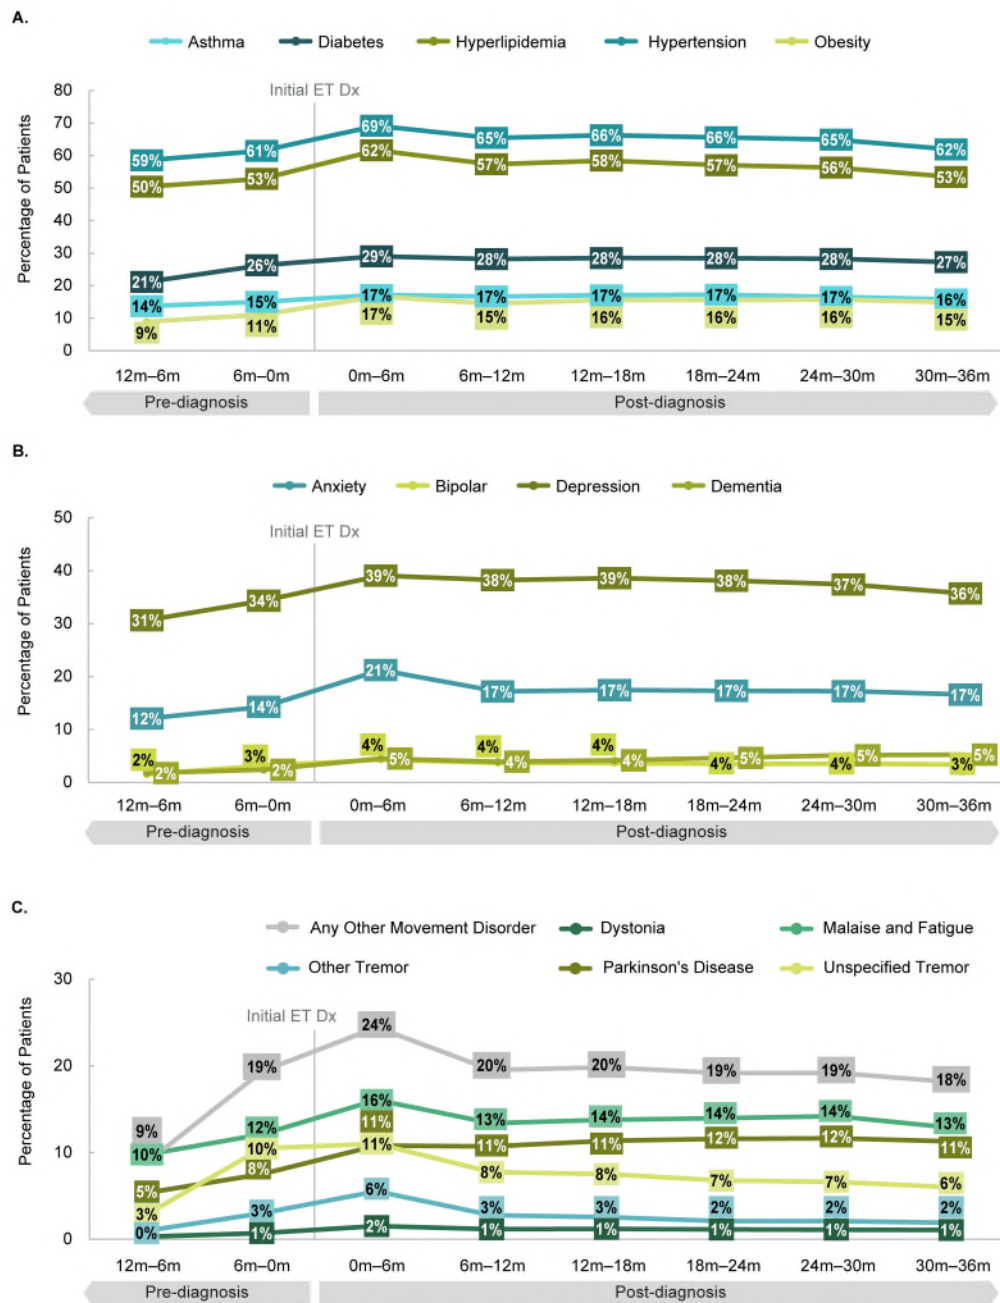 A.
Asthma Diabetes Hyperlipidemia Hypertension Obesity
Initial ET Dx
Percentage of Patients
80
70
60
50
40
30
20
10
0
59% 61% 69% 65% 66% 66% 65% 62%
50% 53% 62% 57% 58% 57% 56% 53%
21% 26% 29% 28% 28% 28% 28% 27%
14% 15% 17% 17% 17% 17% 17% 16%
9% 11% 17% 15% 16% 16% 16% 15%
12m–6m 6m–0m 0m–6m 6m–12m 12m–18m 18m–24m 24m–30m 30m–36m
Pre-diagnosis Post-diagnosis
B.
Anxiety Bipolar Depression Dementia
Initial ET Dx
Percentage of Patients
50
40
30
20
10
0
31% 34% 39% 38% 39% 38% 37% 36%
12% 14% 21% 17% 17% 17% 17% 17%
2% 3% 4% 4% 4% 4% 4% 3%
2% 2% 5% 4% 4% 5% 5% 5%
12m–6m 6m–0m 0m–6m 6m–12m 12m–18m 18m–24m 24m–30m 30m–36m
Pre-diagnosis Post-diagnosis
C.
Any Other Movement Disorder Dystonia Malaise and Fatigue
Other Tremor Parkinson's Disease Unspecified Tremor
Initial ET Dx
Percentage of Patients
30
20
10
0
9% 19% 24% 20% 20% 19% 19% 18%
10% 12% 16% 13% 14% 14% 14% 13%
5% 8% 11% 11% 11% 12% 12% 11%
3% 10% 11% 8% 8% 7% 7% 6%
3% 6% 3% 3% 2% 2% 2%
0% 1% 2% 1% 1% 1% 1% 1%
12m–6m 6m–0m 0m–6m 6m–12m 12m–18m 18m–24m 24m–30m 30m–36m
Pre-diagnosis Post-diagnosis